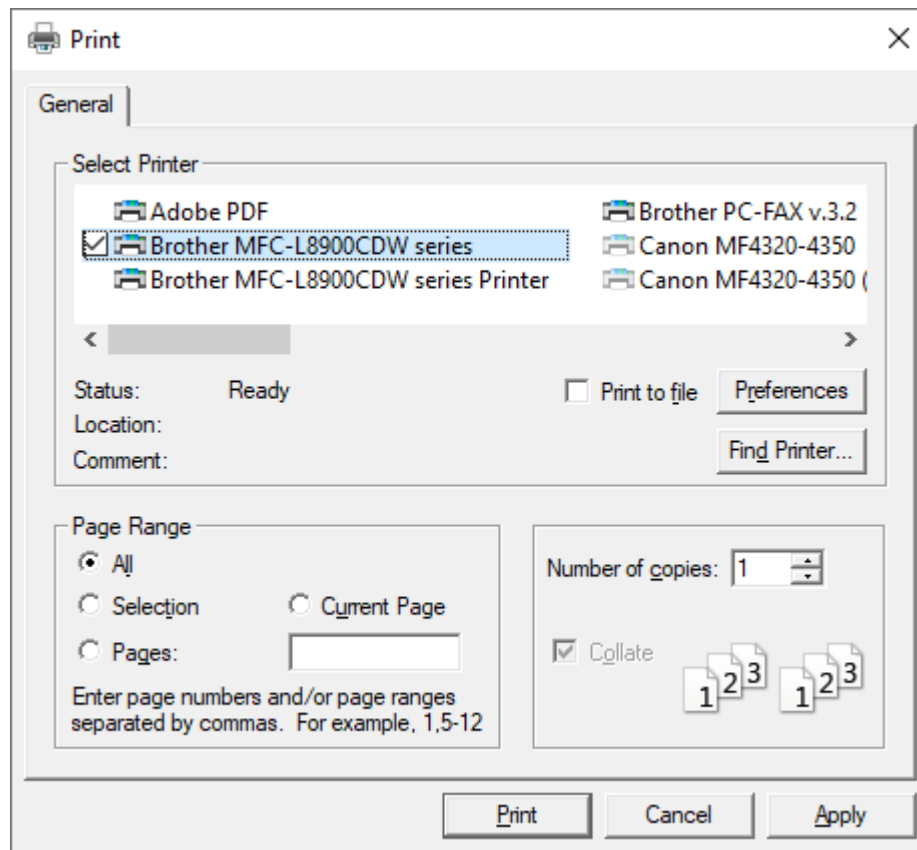 Print
General
Select Printer
Adobe PDF
Brother PC-FAX v.3.2
Brother MFC-L8900CDW series
Canon MF4320-4350
Brother MFC-L8900CDW series Printer
Canon MF4320-4350 (
Status: Ready
Print to file
Preferences
Location:
Find Printer...
Comment:
Page Range
All
Number of copies: 1
Selection
Current Page
Pages:
Collate
1 2 3 1 2 3
Enter page numbers and/or page ranges
separated by commas. For example, 1,5-12
Print
Cancel
Apply